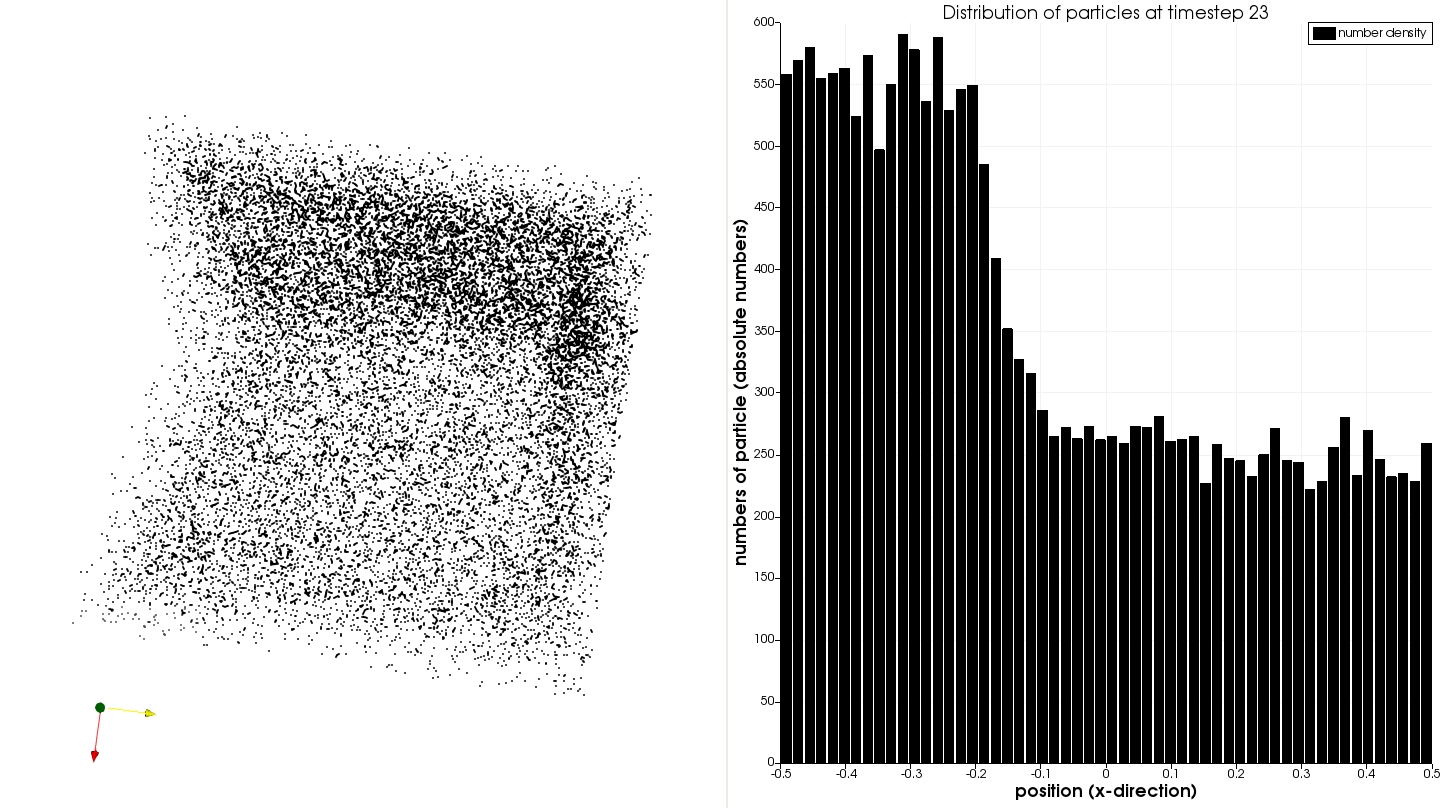 Distribution of particles at timestep 23
number density
numbers of particle (absolute numbers)
600
550
500
450
400
350
300
250
200
150
100
50
0
-0.5 -0.4 -0.3 -0.2 -0.1 0 0.1 0.2 0.3 0.4 0.5
position (x-direction)